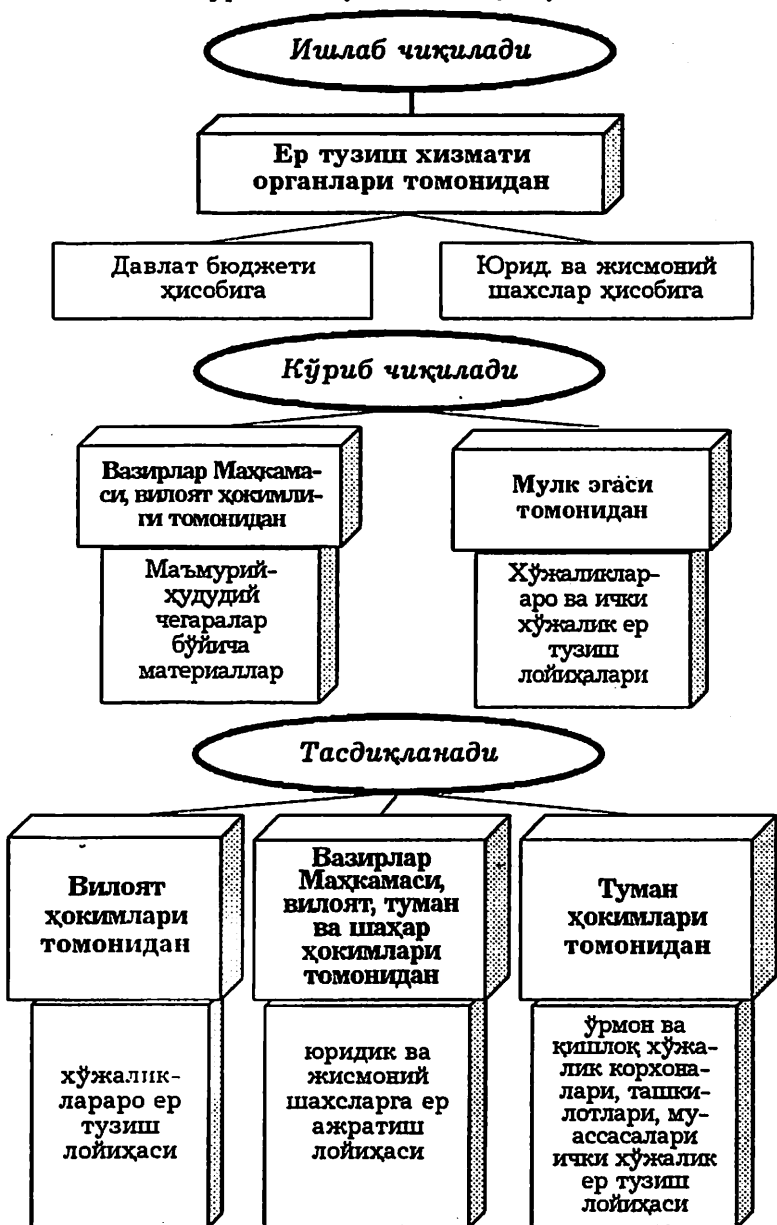 Ишлаб чиқилади
Ер тузиш хизмати
органлари томонидан
Давлат бюджети
ҳисобига
Юрид. ва жисмоний
шахслар ҳисобига
Кўриб чиқилади
Вазирлар Маҳкама-
си, вилоят ҳокимли-
ги томонидан
Маъмурий-
ҳудудий
чегаралар
бўйича
материаллар
Мулк эгаси
томонидан
Хўжаликлар-
аро ва ички
хўжалик ер
тузиш
лойиҳалари
Тасдиқланади
Вилоят
ҳокимлари
томонидан
хўжалик-
лараро ер
тузиш
лойиҳаси
Вазирлар
Маҳкамаси,
вилоят, туман
ва шаҳар
ҳокимлари
томонидан
юридик ва
жисмоний
шахсларга ер
ажратиш
лойиҳаси
Туман
ҳокимлари
томонидан
ўрмон ва
қишлоқ хўжа-
лик корхона-
лари, ташки-
лотлари, му-
ассасалари
ички хўжалик
ер тузиш
лойиҳаси